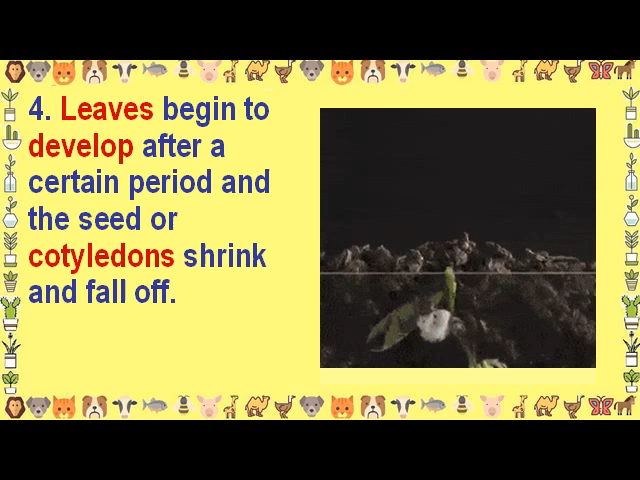 4. Leaves begin to
develop after a
certain period and
the seed or
cotyledons shrink
and fall off.